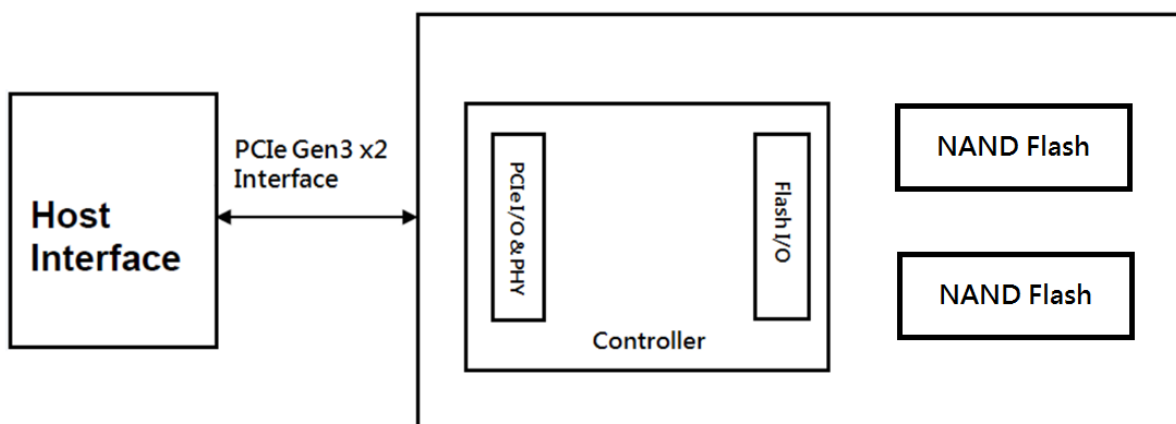 Host
Interface
PCIe Gen3 x2
Interface
PCIe I/O & PHY
Flash I/O
Controller
NAND Flash
NAND Flash